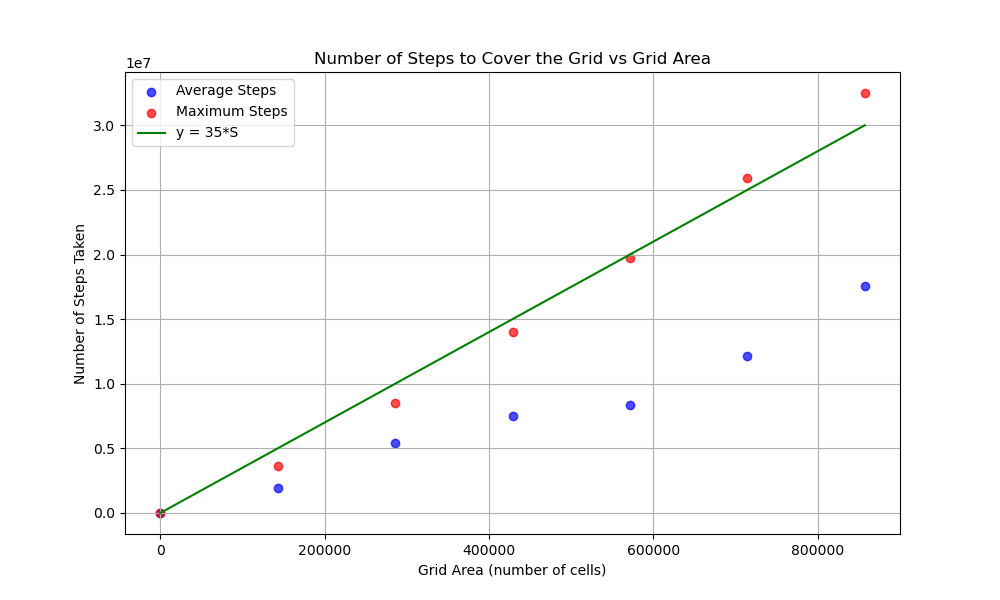 Number of Steps to Cover the Grid vs Grid Area
1e7
Average Steps
Maximum Steps
y = 35*S
3.0
2.5
2.0
1.5
1.0
0.5
0.0
Number of Steps Taken
0 200000 400000 600000 800000
Grid Area (number of cells)